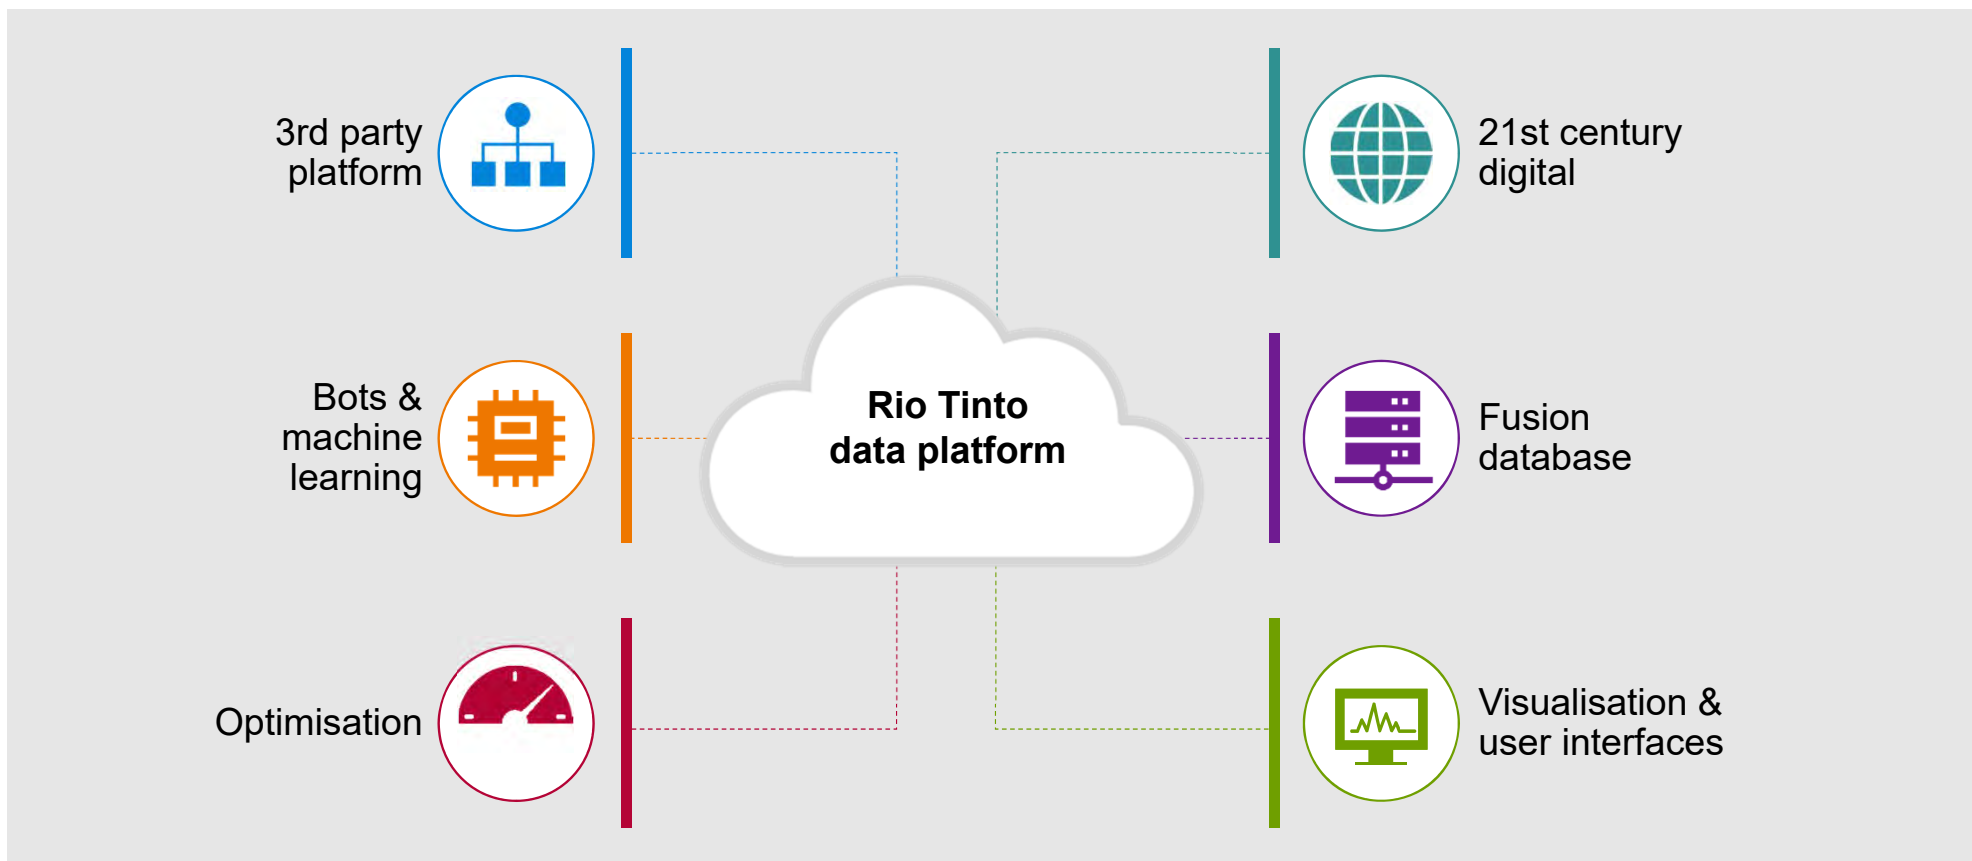 3rd party
platform
21st century
digital
Bots &
machine
learning
Rio Tinto
data platform
Fusion
database
Optimisation
Visualisation &
user interfaces